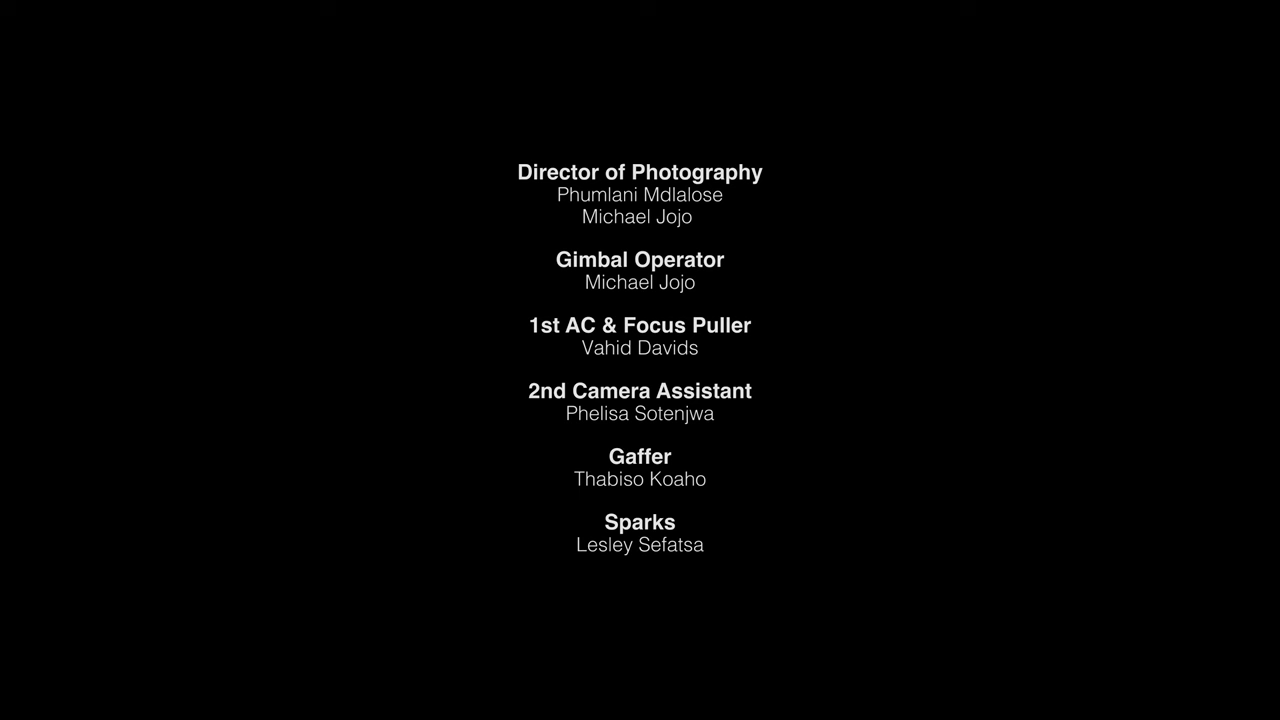 Director of Photography
Phumlani Mdlalose
Michael Jojo
Gimbal Operator
Michael Jojo
1st AC & Focus Puller
Vahid Davids
2nd Camera Assistant
Phelisa Sotenjwa
Gaffer
Thabiso Koaho
Sparks
Lesley Sefatsa